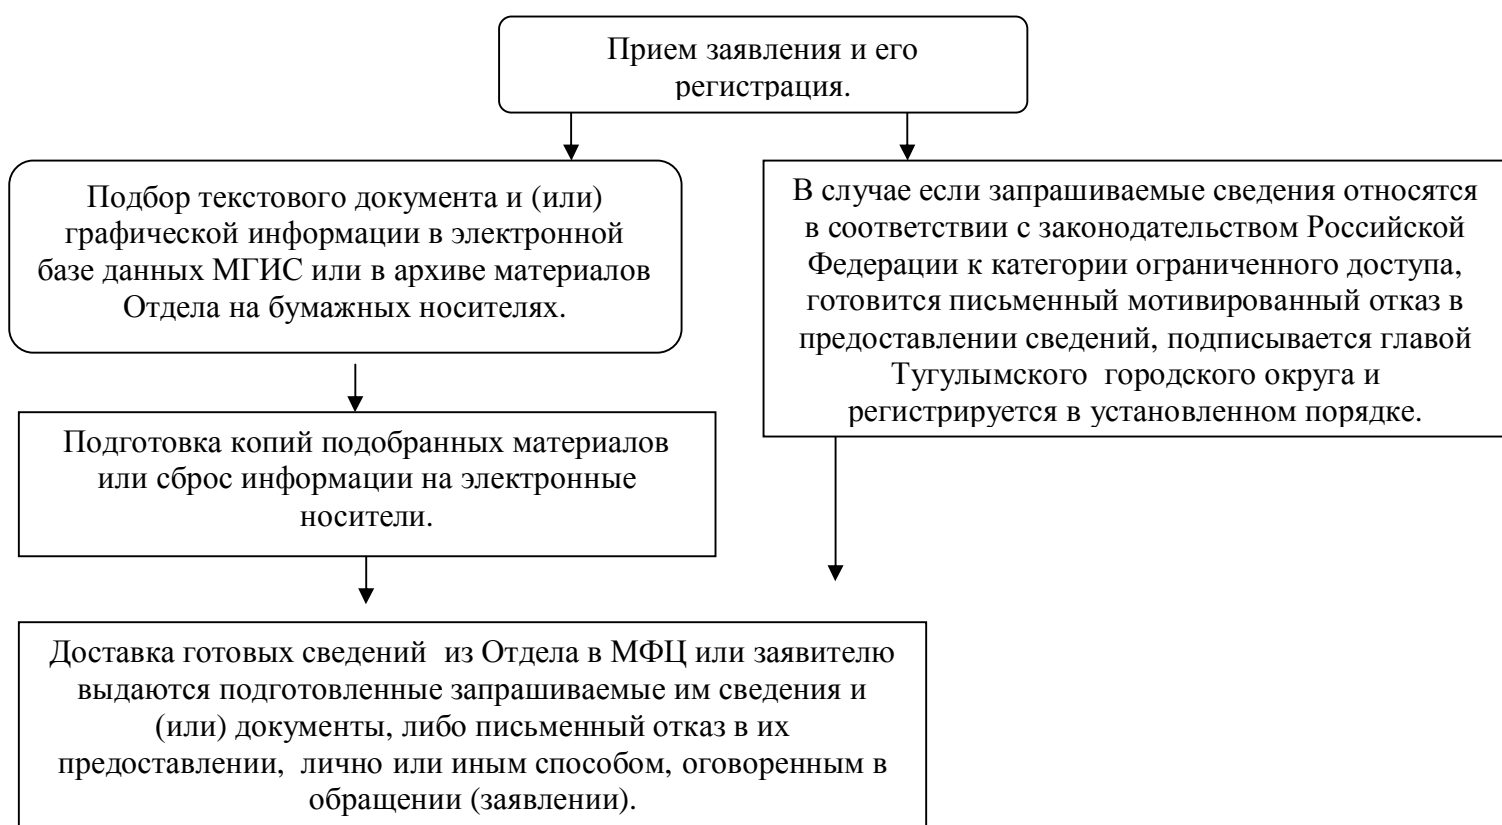 Прием заявления и его
регистрация.
Подбор текстового документа и (или)
графической информации в электронной
базе данных МГИС или в архиве материалов
Отдела на бумажных носителях.
В случае если запрашиваемые сведения относятся
в соответствии с законодательством Российской
Федерации к категории ограниченного доступа,
готовится письменный мотивированный отказ в
предоставлении сведений, подписывается главой
Тугулымского  городского округа и
регистрируется в установленном порядке.
Подготовка копий подобранных материалов
или сброс информации на электронные
носители.
Доставка готовых сведений  из Отдела в МФЦ или заявителю
выдаются подготовленные запрашиваемые им сведения и
(или) документы, либо письменный отказ в их
предоставлении,  лично или иным способом, оговоренным в
обращении (заявлении).